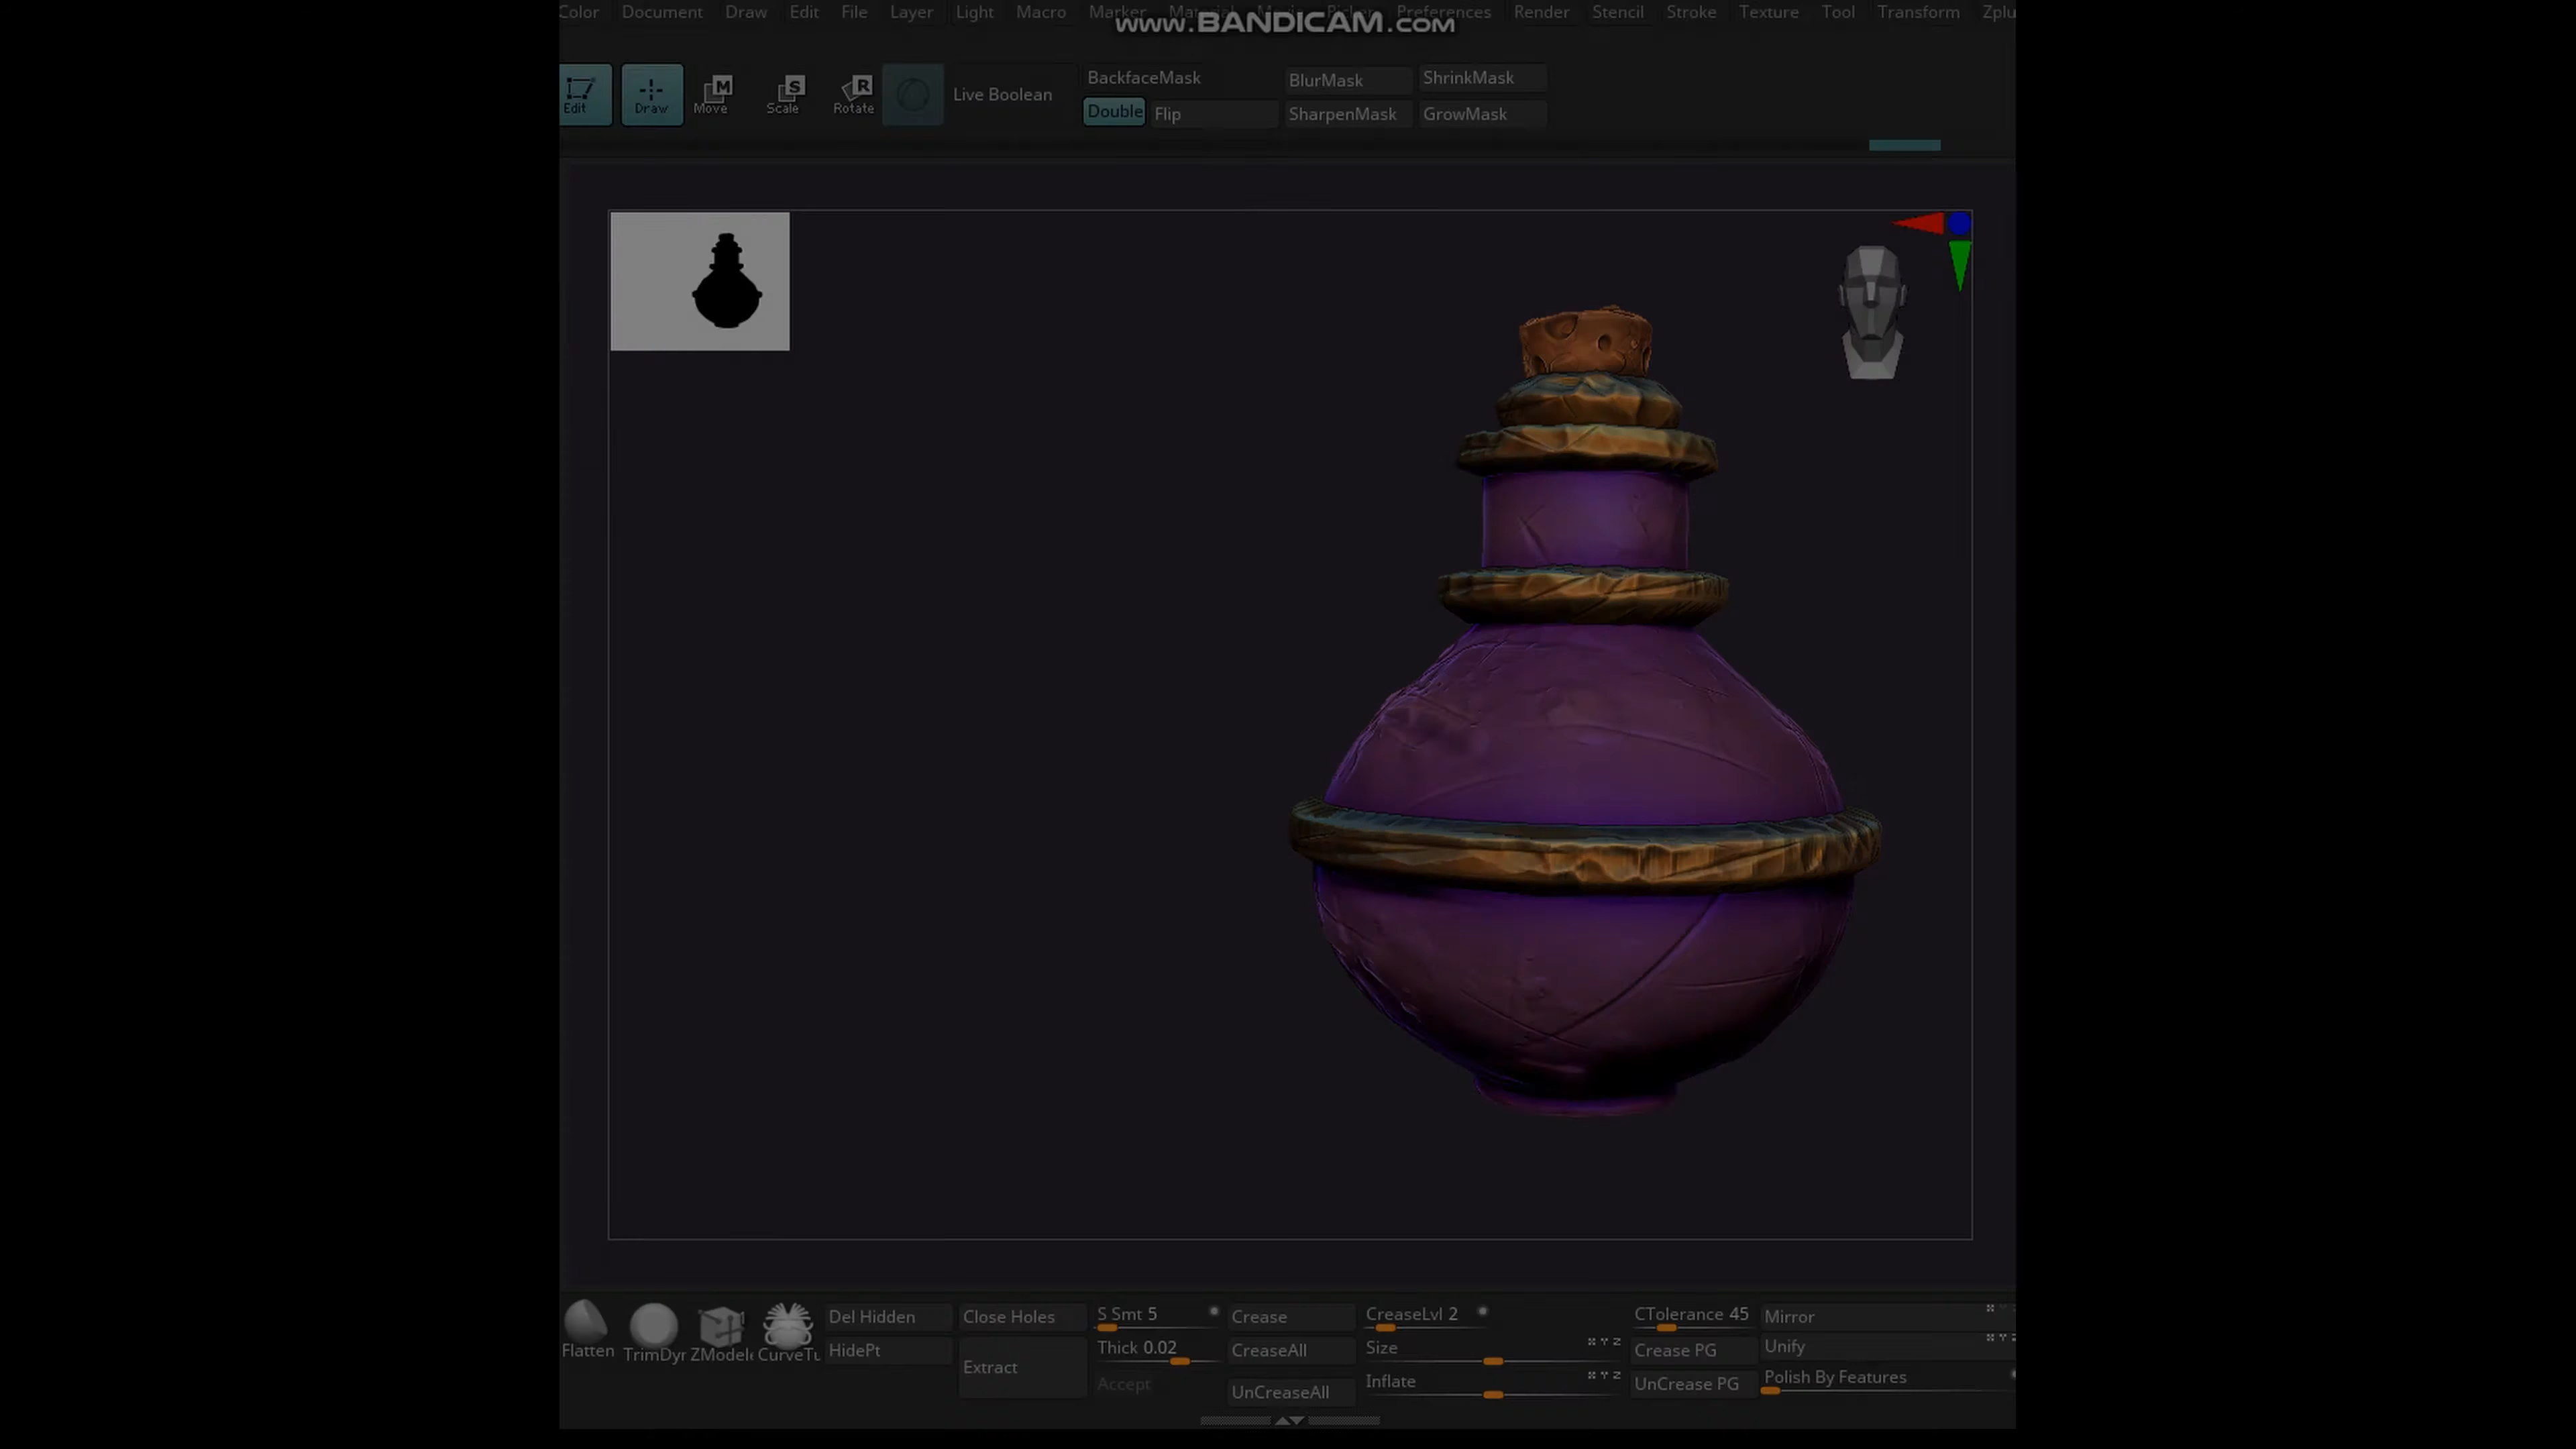 Color Document Draw Edit File Layer Light Macro Marker Preferences Render Stencil Stroke Texture Tool Transform
www.BANDICAM.com
Edit Draw Move Scale Rotate Live Boolean
M S R
BackfaceMask BlurMask ShrinkMask
Double Flip SharpenMask GrowMask
Del Hidden Close Holes S Smt 5 Crease CreaseLvl 2 CTolerance 45 Mirror
Flatten TrimDyr HidePt Extract Thick 0.02 CreaseAll Size X Y Z Crease PG Unify
Accept UnCreaseAll Inflate X Y Z UnCrease PG Polish By Features